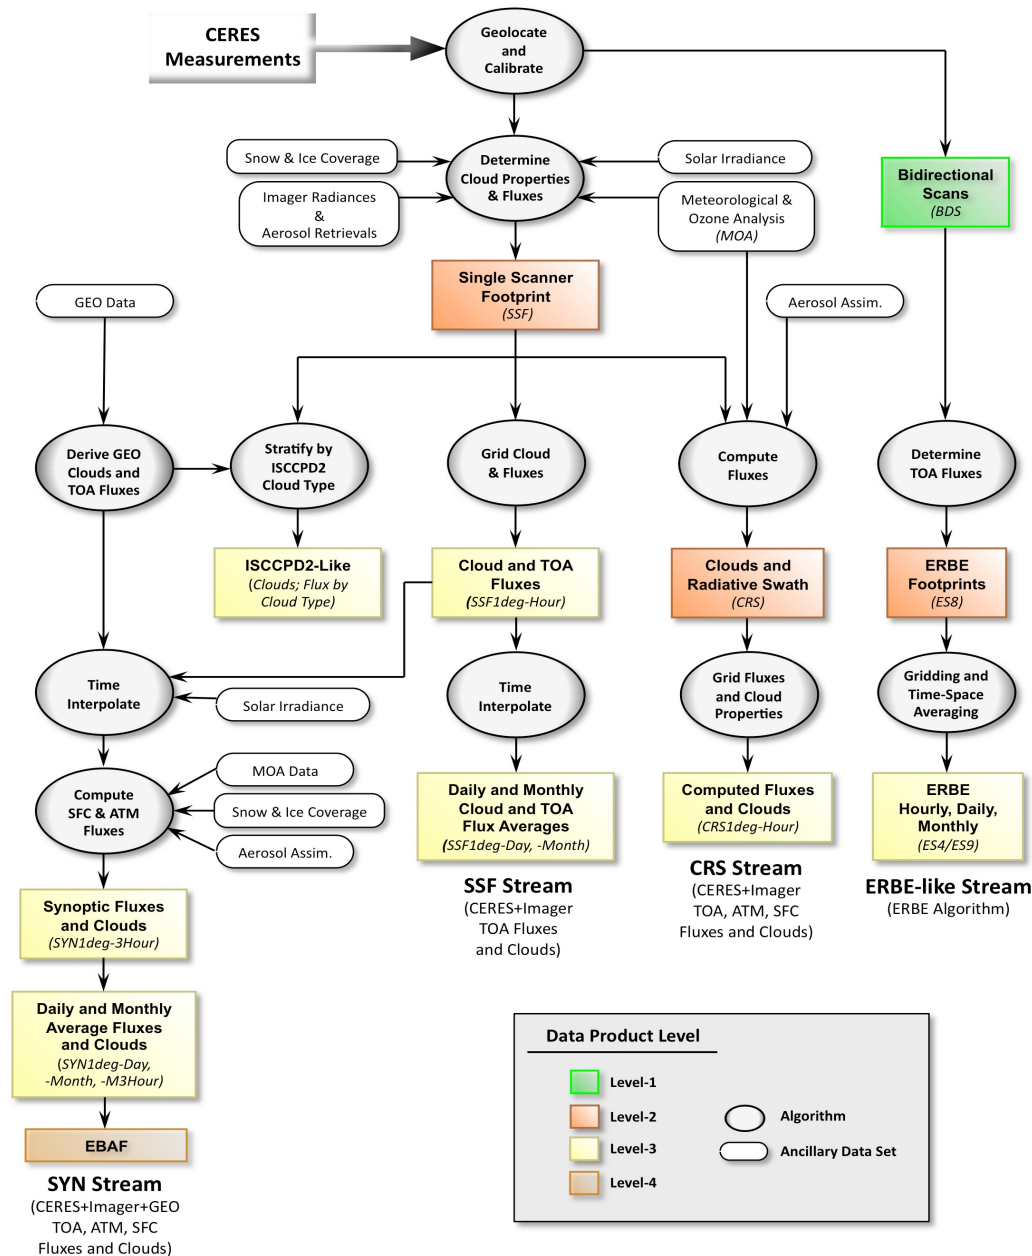 CERES
Measurements
Geolocate
and
Calibrate
Snow & Ice Coverage
Imager Radiances
&
Aerosol Retrievals
Determine
Cloud Properties
& Fluxes
Solar Irradiance
Meteorological &
Ozone Analysis
(MOA)
Bidirectional
Scans
(BDS
Single Scanner
Footprint
(SSF)
GEO Data
Aerosol Assim.
Derive GEO
Clouds and
TOA Fluxes
Stratify by
ISCCPD2
Cloud Type
Grid Cloud
& Fluxes
Compute
Fluxes
Determine
TOA Fluxes
ISCCPD2-Like
(Clouds; Flux by
Cloud Type)
Cloud and TOA
Fluxes
(SSF1deg-Hour)
Clouds and
Radiative Swath
(CRS)
ERBE
Footprints
(ES8)
Time
Interpolate
Solar Irradiance
Time
Interpolate
Grid Fluxes
and Cloud
Properties
Gridding and
Time-Space
Averaging
Compute
SFC & ATM
Fluxes
MOA Data
Snow & Ice Coverage
Aerosol Assim.
Daily and Monthly
Cloud and TOA
Flux Averages
(SSF1deg-Day, -Month)
Computed Fluxes
and Clouds
(CRS1deg-Hour)
ERBE
Hourly, Daily,
Monthly
(ES4/ES9)
SSF Stream
(CERES+Imager
TOA Fluxes
and Clouds)
CRS Stream
(CERES+Imager
TOA, ATM, SFC
Fluxes and Clouds)
ERBE-like Stream
(ERBE Algorithm)
Synoptic Fluxes
and Clouds
(SYN1deg-3Hour)
Daily and Monthly
Average Fluxes
and Clouds
(SYN1deg-Day,
-Month, -M3Hour)
EBAF
SYN Stream
(CERES+Imager+GEO
TOA, ATM, SFC
Fluxes and Clouds)
Data Product Level
Level-1
Level-2
Level-3
Level-4
Algorithm
Ancillary Data Set